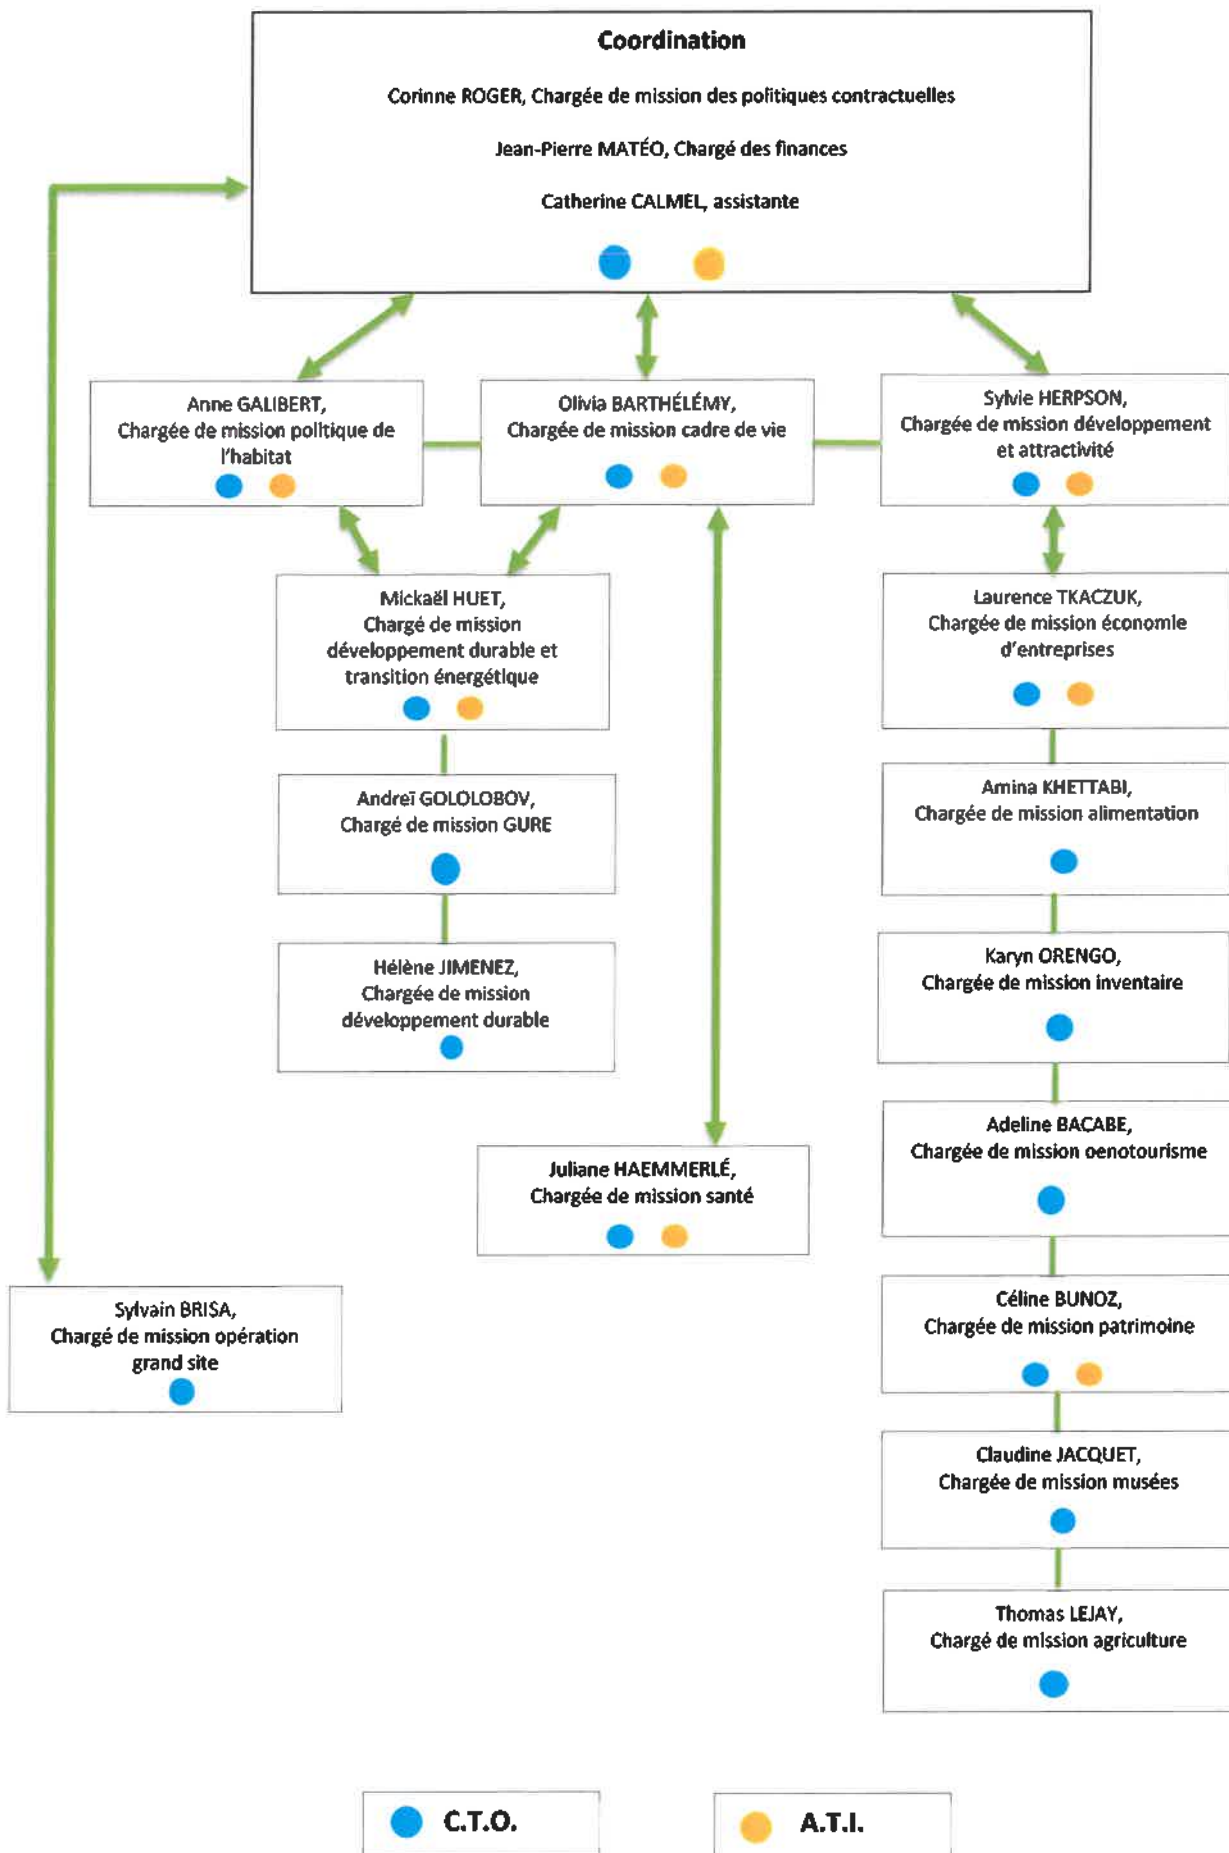 Coordination
Corinne ROGER, Chargée de mission des politiques contractuelles
Jean-Pierre MATÉO, Chargé des finances
Catherine CALMEL, assistante
Anne GALIBERT,
Chargée de mission politique de
l'habitat
Olivia BARTHÉLÉMY,
Chargée de mission cadre de vie
Sylvie HERPSON,
Chargée de mission développement
et attractivité
Mickaël HUET,
Chargé de mission
développement durable et
transition énergétique
Laurence TKACZUK,
Chargée de mission économie
d'entreprises
Andreï GOLOLOBOV,
Chargé de mission GURE
Amina KHETTABI,
Chargée de mission alimentation
Hélène JIMENEZ,
Chargée de mission
développement durable
Karyn ORENGO,
Chargée de mission inventaire
Adeline BACABE,
Chargée de mission oenotourisme
Juliane HAEMMERLÉ,
Chargée de mission santé
Sylvain BRISA,
Chargé de mission opération
grand site
Céline BUNOZ,
Chargée de mission patrimoine
Claudine JACQUET,
Chargée de mission musées
Thomas LEJAY,
Chargé de mission agriculture
C.T.O.
A.T.I.